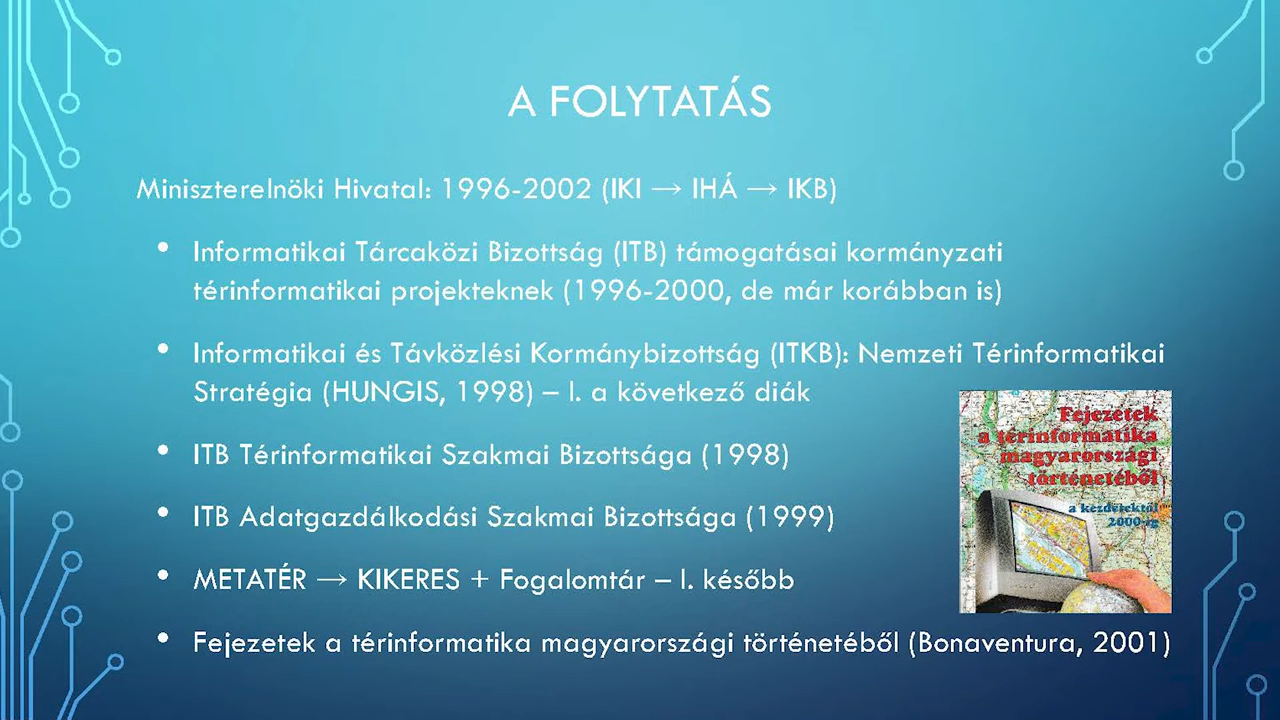 A FOLYTATÁS
Miniszterelnöki Hivatal: 1996-2002 (IKI → IHÁ → IKB)
• Informatikai Tárcaközi Bizottság (ITB) támogatásai kormányzati
térinformatikai projekteknek (1996-2000, de már korábban is)
• Informatikai és Távközlési Kormánybizottság (ITKB): Nemzeti Térinformatikai
Stratégia (HUNGIS, 1998) – l. a következő diák
• ITB Térinformatikai Szakmai Bizottsága (1998)
• ITB Adatgazdálkodási Szakmai Bizottsága (1999)
• METATÉR → KIKERES + Fogalomtár – l. később
• Fejezetek a térinformatika magyarországi történetéből (Bonaventura, 2001)
Fejezetek
a térinformatika
magyarországi
történetéből
a kezdetektől
2000-ig